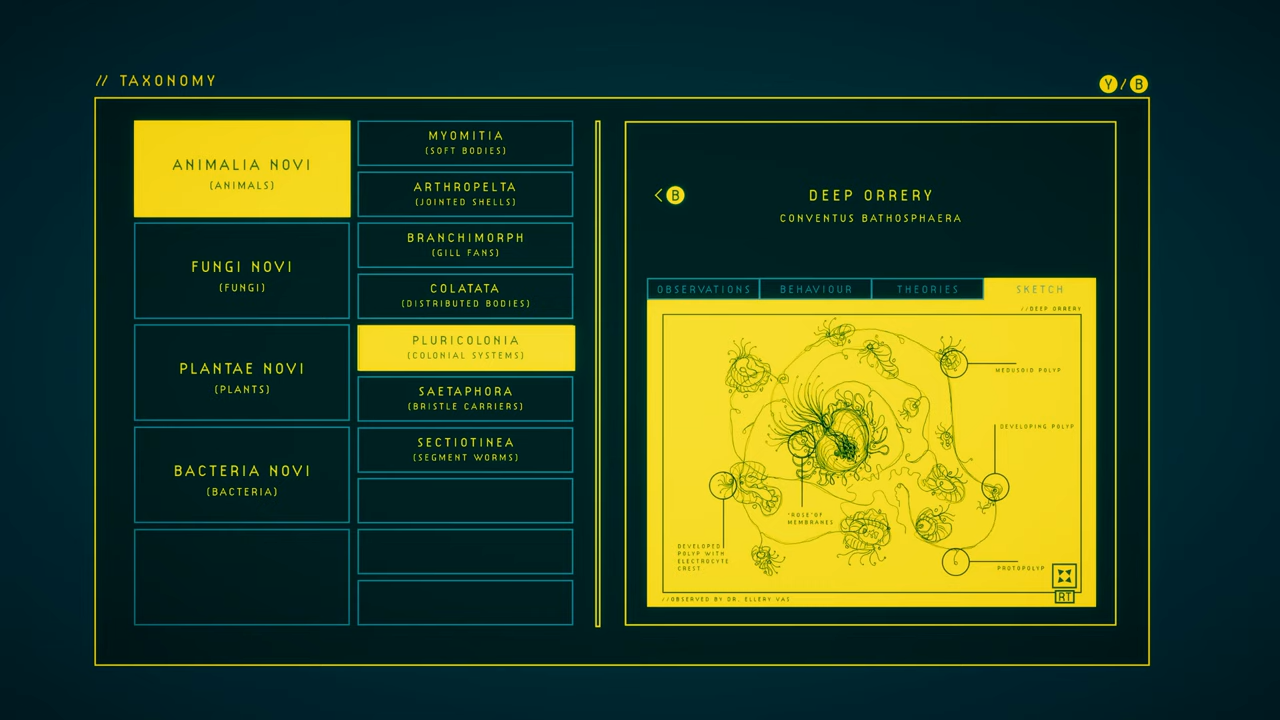 // TAXONOMY
Y / B
ANIMALIA NOVI
(ANIMALS)
FUNGI NOVI
(FUNGI)
PLANTAE NOVI
(PLANTS)
BACTERIA NOVI
(BACTERIA)
MYOMITIA
(SOFT BODIES)
ARTHROPELTA
(JOINTED SHELLS)
BRANCHIMORPH
(GILL FANS)
COLATATA
(DISTRIBUTED BODIES)
PLURICOLONIA
(COLONIAL SYSTEMS)
SAETAPHORA
(BRISTLE CARRIERS)
SECTIOTINEA
(SEGMENT WORMS)
< B
DEEP ORRERY
CONVENTUS BATHOSPHAERA
OBSERVATIONS BEHAVIOUR THEORIES SKETCH
//DEEP ORRERY
MEDUSOID POLYP
DEVELOPING POLYP
"ROSE" OF
MEMBRANES
DEVELOPED
POLYP WITH
ELECTROCYTE
CREST
PROTOPOLYP
//OBSERVED BY DR. ELLERY VAS
RT